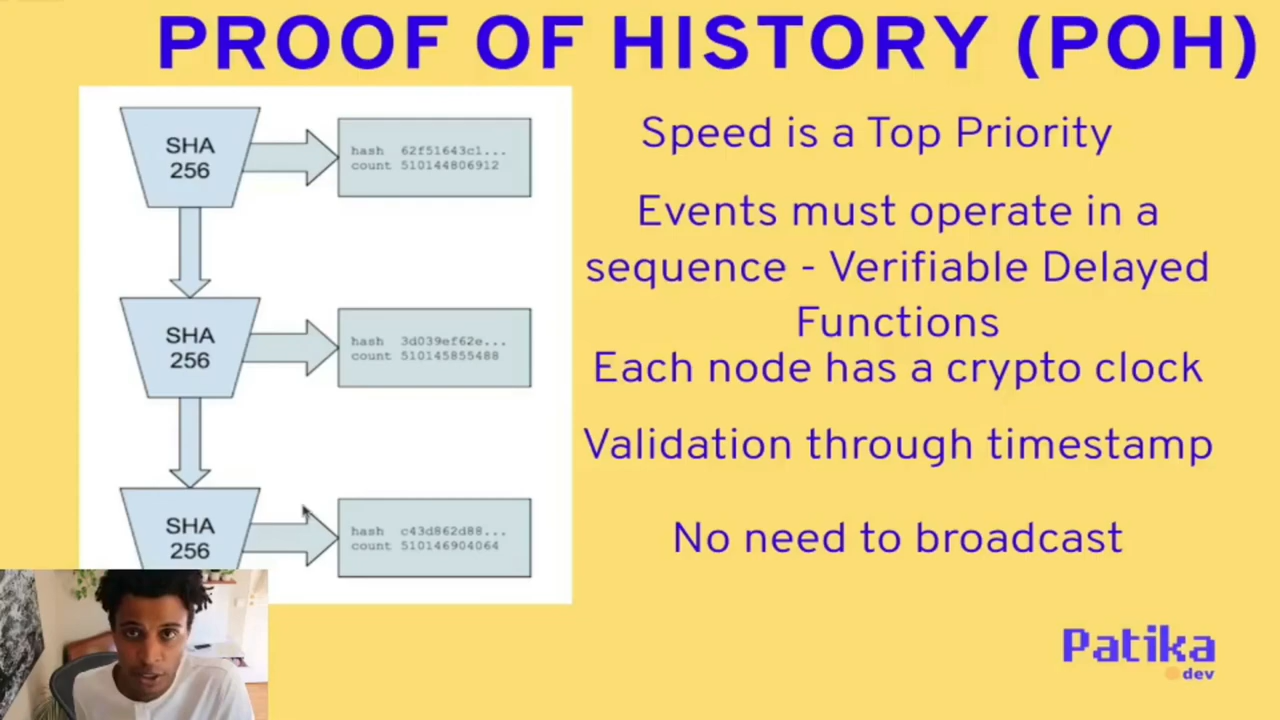 PROOF OF HISTORY (POH)
SHA
256
hash 62f51643c1...
count 510144806912
SHA
256
hash 3d039ef62e...
count 510145855488
SHA
256
hash c43d862d88...
count 510146904064
Speed is a Top Priority
Events must operate in a
sequence - Verifiable Delayed
Functions
Each node has a crypto clock
Validation through timestamp
No need to broadcast
Patika
dev